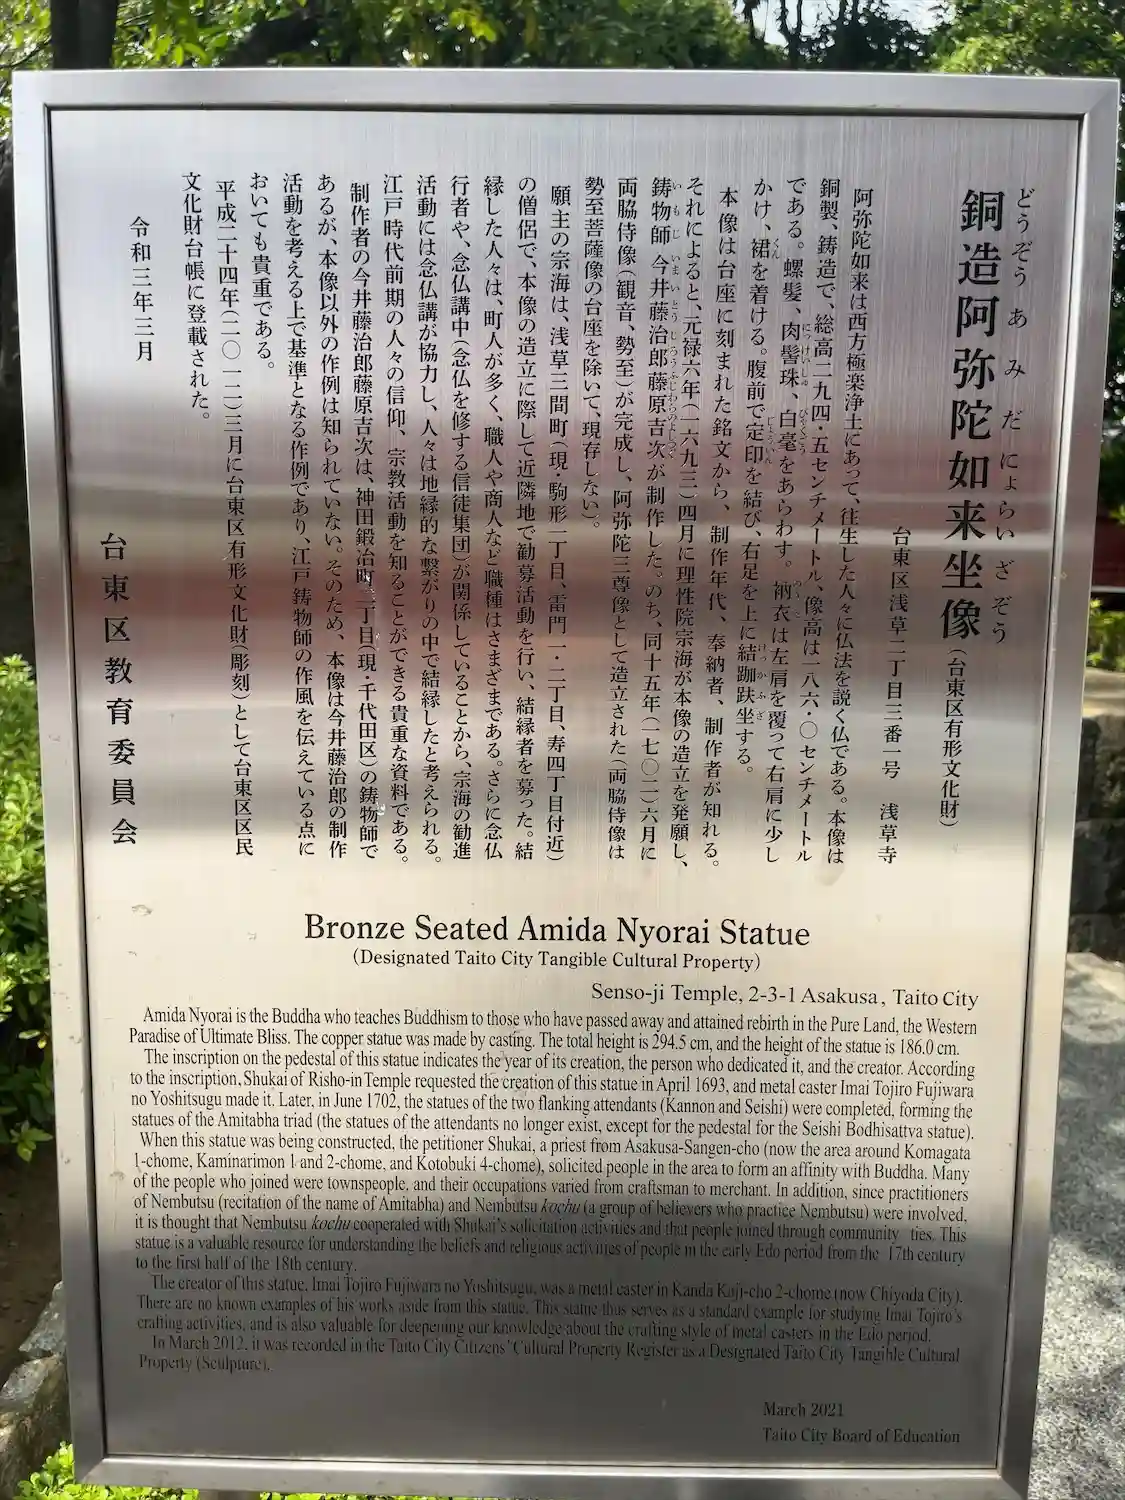 銅造阿弥陀如来坐像(台東区有形文化財)
どうぞうあみだにょらいざぞう
台東区浅草二丁目三番一号 浅草寺
阿弥陀如来は西方極楽浄土にあって、往生した人々に仏法を説く仏である。本像は
銅製、鋳造で、総高二九四・五センチメートル、像高は一八六・〇センチメートル
である。螺髪、肉髻珠、白毫をあらわす。衲衣は左肩を覆って右肩に少し
かけ、裙を着ける。腹前で定印を結び、右足を上に結跏趺坐する。
本像は台座に刻まれた銘文から、制作年代、奉納者、制作者が知れる。
それによると、元禄六年(一六九三)四月に理性院宗海が本像の造立を発願し、
鋳物師 今井藤治郎藤原吉次が制作した。のち、同十五年(一七〇二)六月に
両脇侍像(観音、勢至)が完成し、阿弥陀三尊像として造立された(両脇侍像は
勢至菩薩像の台座を除いて、現存しない)。
願主の宗海は、浅草三間町(現・駒形一丁目、雷門一・二丁目、寿四丁目付近)
の僧侶で、本像の造立に際して近隣地で勧募活動を行い、結縁者を募った。結
縁した人々は、町人が多く、職人や商人など職種はさまざまである。さらに念仏
行者や、念仏講中(念仏を修する信徒集団)が関係していることから、宗海の勧進
活動には念仏講が協力し、人々は地縁的な繋がりの中で結縁したと考えられる。
江戸時代前期の人々の信仰、宗教活動を知ることができる貴重な資料である。
制作者の今井藤治郎藤原吉次は、神田鍛冶町二丁目(現・千代田区)の鋳物師で
あるが、本像以外の作例は知られていない。そのため、本像は今井藤治郎の制作
活動を考える上で基準となる作例であり、江戸鋳物師の作風を伝えている点に
おいても貴重である。
平成二十四年(二〇一二)三月に台東区有形文化財(彫刻)として台東区区民
文化財台帳に登載された。
令和三年三月
台東区教育委員会
Bronze Seated Amida Nyorai Statue
(Designated Taito City Tangible Cultural Property)
Senso-ji Temple, 2-3-1 Asakusa, Taito City
Amida Nyorai is the Buddha who teaches Buddhism to those who have passed away and attained rebirth in the Pure Land, the Western
Paradise of Ultimate Bliss. The copper statue was made by casting. The total height is 294.5 cm, and the height of the statue is 186.0 cm.
The inscription on the pedestal of this statue indicates the year of its creation, the person who dedicated it, and the creator. According
to the inscription, Shukai of Risho-in Temple requested the creation of this statue in April 1693, and metal caster Imai Tojiro Fujiwara
no Yoshitsugu made it. Later, in June 1702, the statues of the two flanking attendants (Kannon and Seishi) were completed, forming the
statues of the Amitabha triad (the statues of the attendants no longer exist, except for the pedestal for the Seishi Bodhisattva statue).
When this statue was being constructed, the petitioner Shukai, a priest from Asakusa-Sangen-cho (now the area around Komagata
1-chome, Kaminarimon 1 and 2-chome, and Kotobuki 4-chome), solicited people in the area to form an affinity with Buddha. Many
of the people who joined were townspeople, and their occupations varied from craftsman to merchant. In addition, since practitioners
of Nembutsu (recitation of the name of Amitabha) and Nembutsu kochu (a group of believers who practice Nembutsu) were involved,
it is thought that Nembutsu kochu cooperated with Shukai's solicitation activities and that people joined through community ties. This
statue is a valuable resource for understanding the beliefs and religious activities of people in the early Edo period from the 17th century
to the first half of the 18th century.
The creator of this statue, Imai Tojiro Fujiwara no Yoshitsugu, was a metal caster in Kanda Kaji-cho 2-chome (now Chiyoda City).
There are no known examples of his works aside from this statue. This statue thus serves as a standard example for studying Imai Tojiro's
crafting activities, and is also valuable for deepening our knowledge about the crafting style of metal casters in the Edo period.
In March 2012, it was recorded in the Taito City Citizens' Cultural Property Register as a Designated Taito City Tangible Cultural
Property (Sculpture).
March 2021
Taito City Board of Education